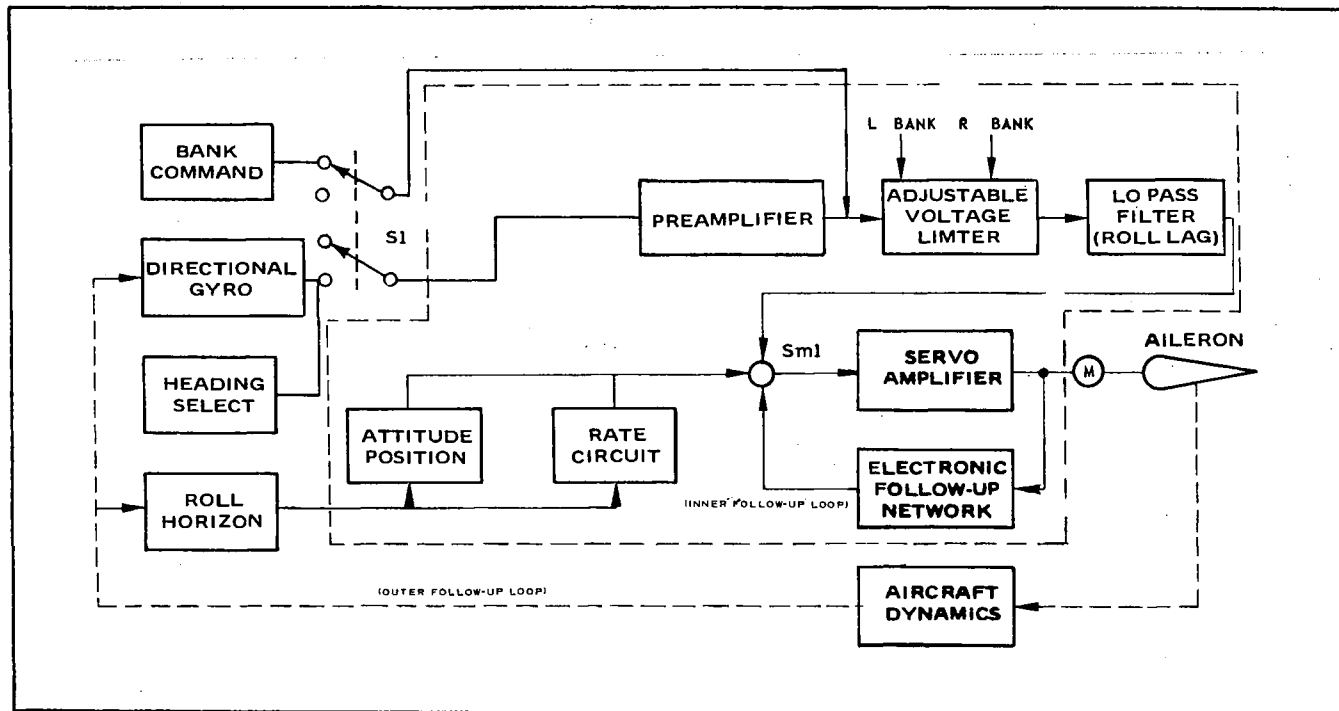 L BANK R BANK
BANK
COMMAND
S1
PREAMPLIFIER
ADJUSTABLE
VOLTAGE
LIMTER
LO PASS
FILTER
(ROLL LAG)
DIRECTIONAL
GYRO
HEADING
SELECT
ROLL
HORIZON
ATTITUDE
POSITION
RATE
CIRCUIT
Sm1
SERVO
AMPLIFIER
M
AILERON
ELECTRONIC
FOLLOW-UP
NETWORK
(INNER FOLLOW-UP LOOP)
(OUTER FOLLOW-UP LOOP)
AIRCRAFT
DYNAMICS